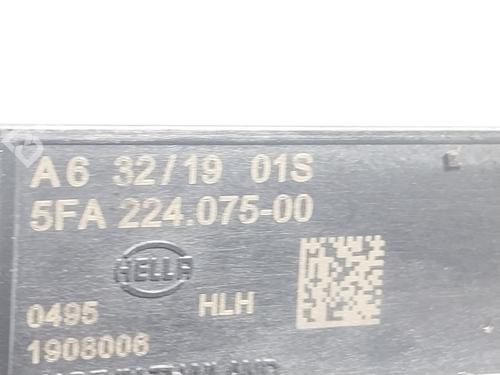 A6 32/19 01S
5FA 224.075-00
HELLA
0495 HLH
1908006